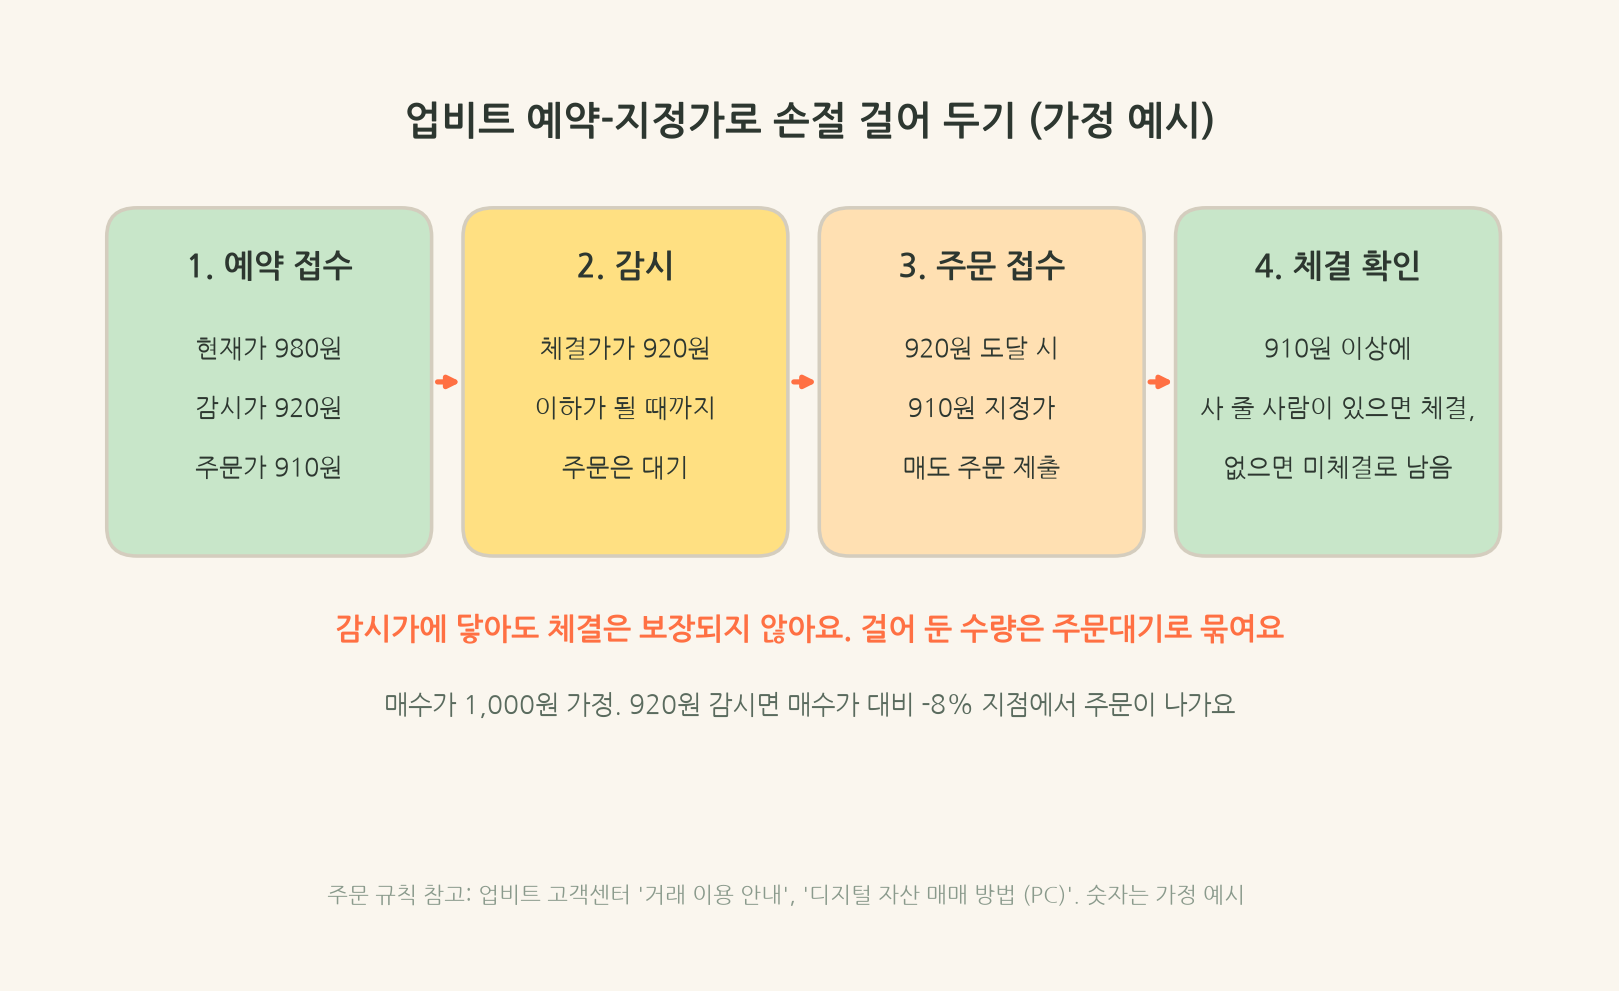 업비트 예약-지정가로 손절 걸어 두기 (가정 예시)
1. 예약 접수
현재가 980원
감시가 920원
주문가 910원
2. 감시
체결가가 920원
이하가 될 때까지
주문은 대기
3. 주문 접수
920원 도달 시
910원 지정가
매도 주문 제출
4. 체결 확인
910원 이상에
사 줄 사람이 있으면 체결,
없으면 미체결로 남음
감시가에 닿아도 체결은 보장되지 않아요. 걸어 둔 수량은 주문대기로 묶여요
매수가 1,000원 가정. 920원 감시면 매수가 대비 -8% 지점에서 주문이 나가요
주문 규칙 참고: 업비트 고객센터 '거래 이용 안내', '디지털 자산 매매 방법 (PC)'. 숫자는 가정 예시